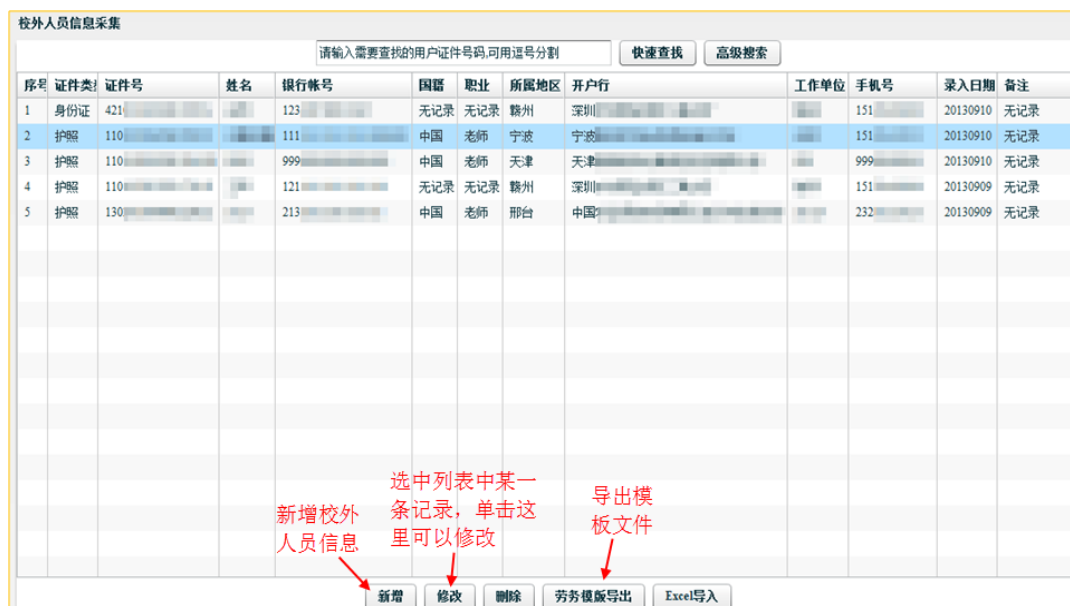 校外人员信息采集
请输入需要查找的用户证件号码,可用逗号分割 快速查找 高级搜索
序号 证件类 证件号 姓名 银行帐号 国籍 职业 所属地区 开户行 工作单位 手机号 录入日期 备注
1 身份证 421 123 无记录 无记录 赣州 深圳 151 20130910 无记录
2 护照 110 111 中国 老师 宁波 宁波 151 20130910 无记录
3 护照 110 999 中国 老师 天津 天津 999 20130910 无记录
4 护照 110 121 无记录 无记录 赣州 深圳 151 20130909 无记录
5 护照 130 213 中国 老师 邢台 中国 232 20130909 无记录
新增校外
人员信息
选中列表中某一
条记录，单击这
里可以修改
导出模
板文件
新增 修改 删除 劳务模版导出 Excel导入